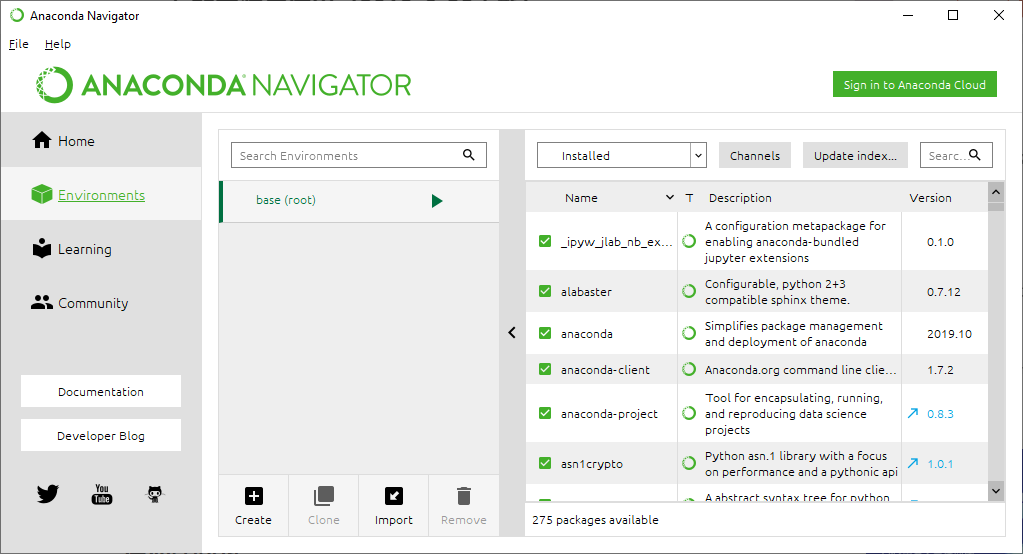 Anaconda Navigator
File Help
ANACONDA NAVIGATOR
Sign in to Anaconda Cloud
Home
Environments
Learning
Community
Documentation
Developer Blog
You
Tube
Search Environments
base (root)
Create
Clone
Import
Remove
Installed
Channels
Update index...
Searc...
Name
T
Description
Version
_ipyw_jlab_nb_ex...
A configuration metapackage for
enabling anaconda-bundled
jupyter extensions
0.1.0
alabaster
Configurable, python 2+3
compatible sphinx theme.
0.7.12
anaconda
Simplifies package management
and deployment of anaconda
2019.10
anaconda-client
Anaconda.org command line clie...
1.7.2
anaconda-project
Tool for encapsulating, running,
and reproducing data science
projects
0.8.3
asn1crypto
Python asn.1 library with a focus
on performance and a pythonic api
1.0.1
A abstract syntax tree for python
275 packages available